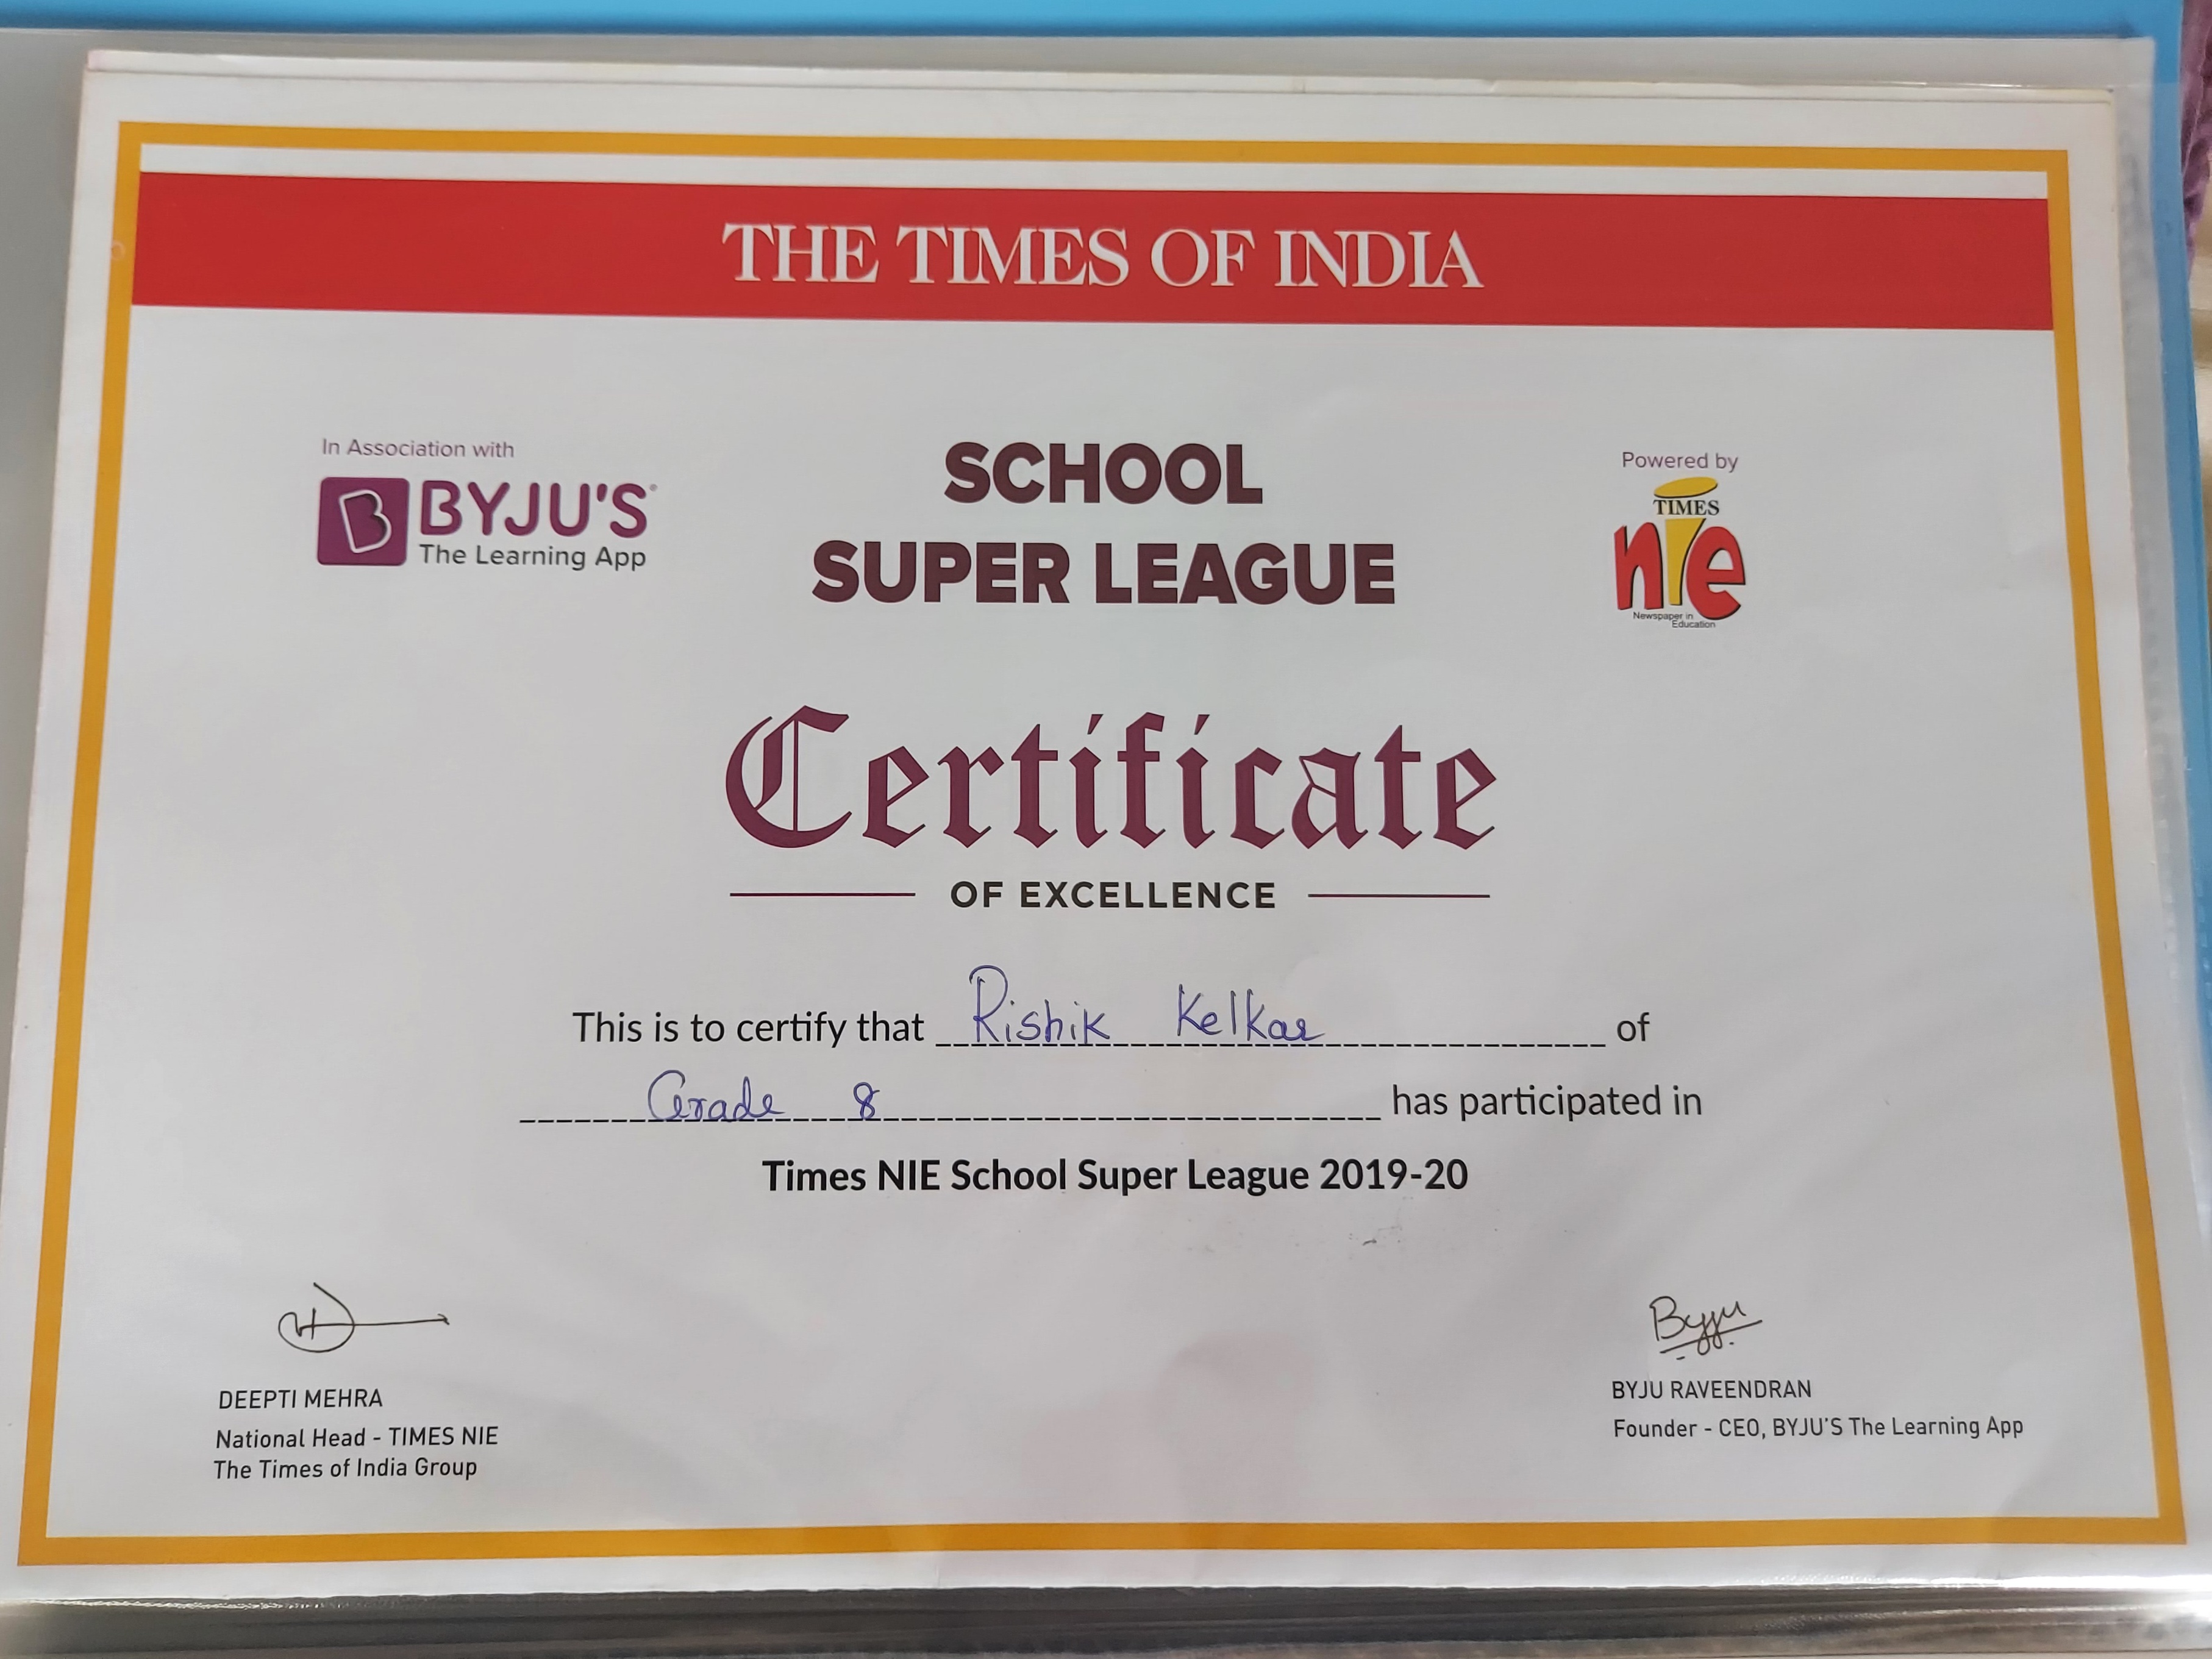 THE TIMES OF INDIA
In Association with
BYJU'S
The Learning App
SCHOOL
SUPER LEAGUE
Powered by
TIMES
nie
Newspaper in
Education
Certificate
OF EXCELLENCE
This is to certify that Rishik Kelkar of
Grade 8 has participated in
Times NIE School Super League 2019-20
Byju
DEEPTI MEHRA
National Head - TIMES NIE
The Times of India Group
BYJU RAVEENDRAN
Founder - CEO, BYJU'S The Learning App